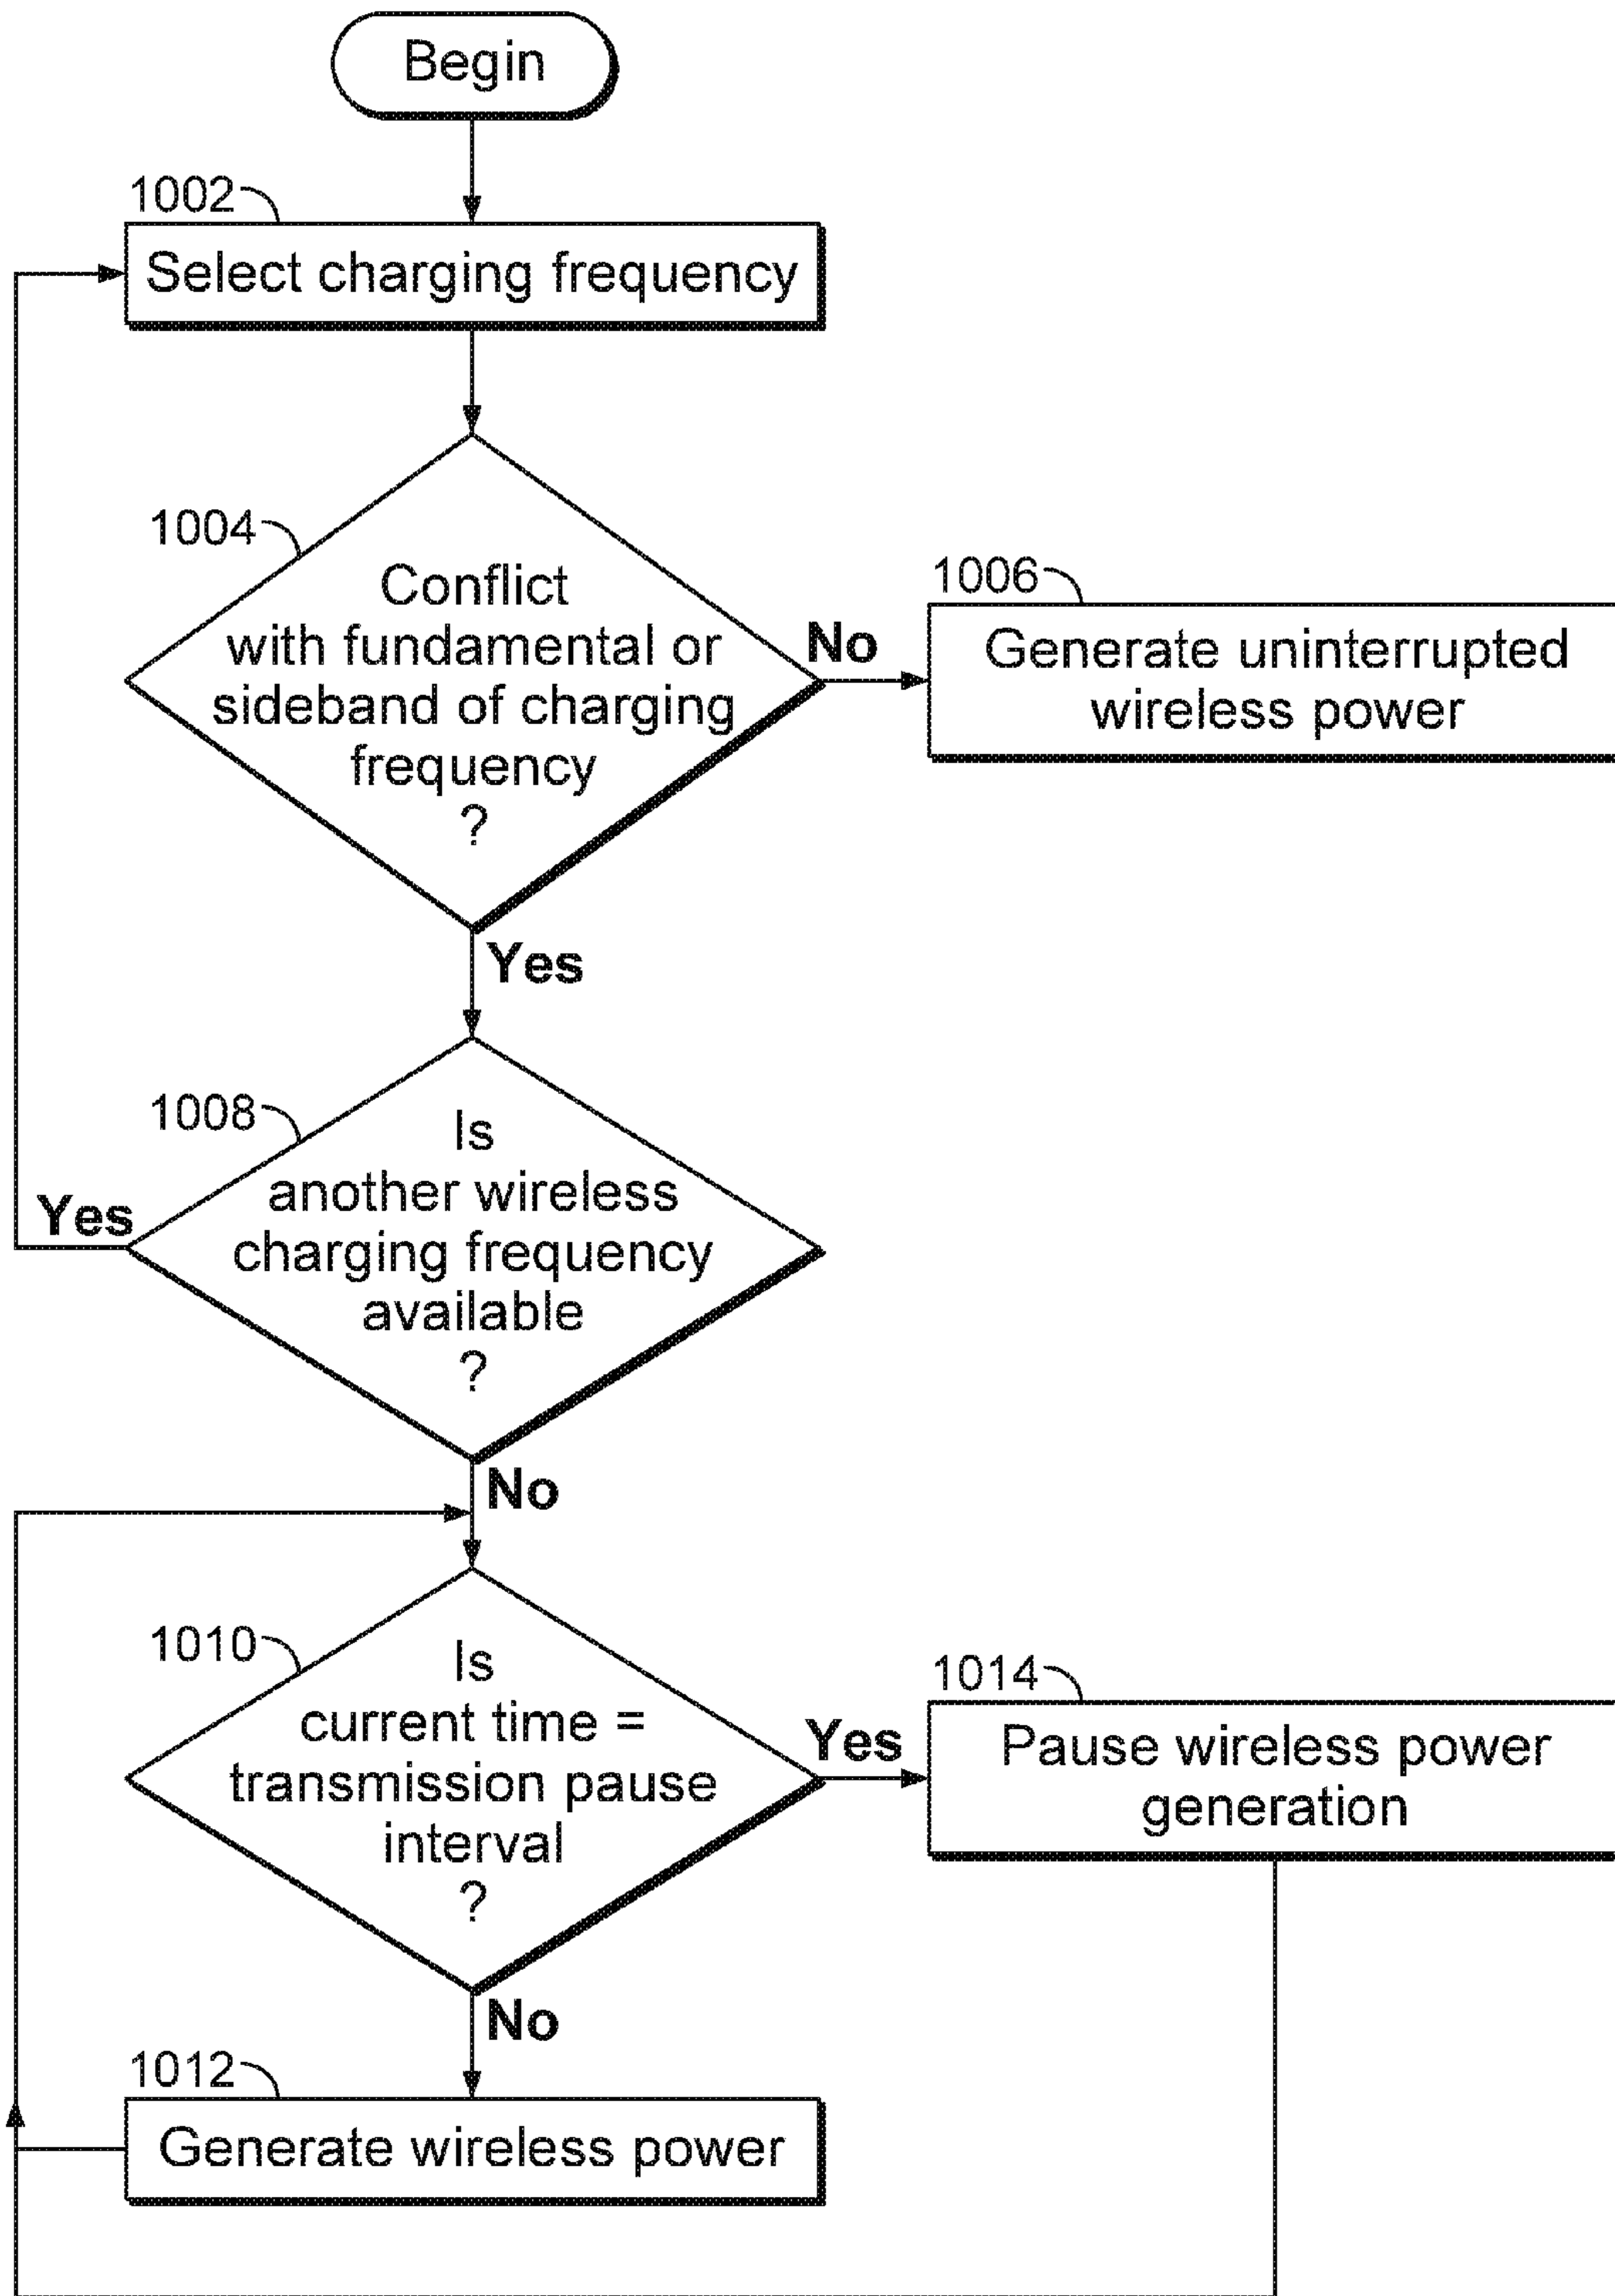 Begin
1002
Select charging frequency
1004
Conflict
with fundamental or
sideband of charging
frequency
?
No
1006
Generate uninterrupted
wireless power
Yes
1008
Is
another wireless
charging frequency
available
?
Yes
No
1010
Is
current time =
transmission pause
interval
?
Yes
1014
Pause wireless power
generation
No
1012
Generate wireless power